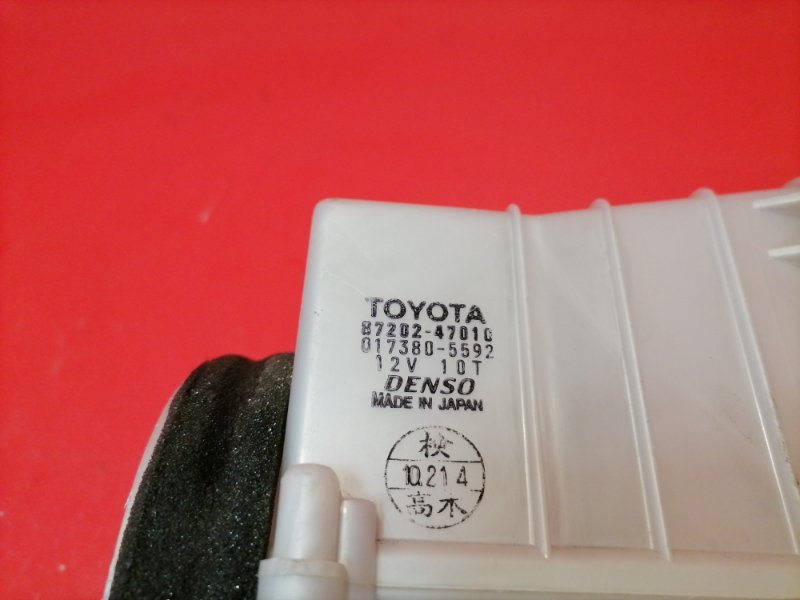 TOYOTA
87202-47010
017380-5592
12V 10T
DENSO
MADE IN JAPAN
検
10.21 4
高木